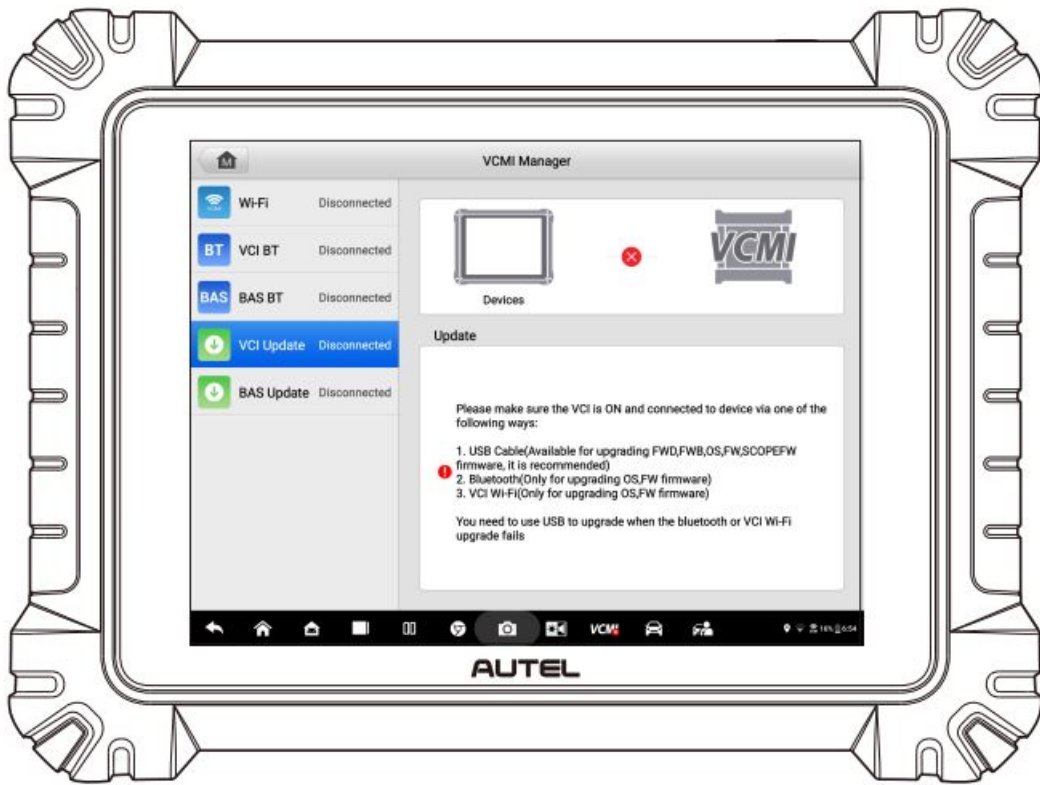 VCMI Manager
Wi-Fi Disconnected
BT VCI BT Disconnected
BAS BAS BT Disconnected
VCI Update Disconnected
BAS Update Disconnected
VCMI
Devices
Update
Please make sure the VCI is ON and connected to device via one of the
following ways:
1. USB Cable(Available for upgrading FWD,FWB,OS,FW,SCOPEFW
firmware, it is recommended)
2. Bluetooth(Only for upgrading OS,FW firmware)
3. VCI Wi-Fi(Only for upgrading OS,FW firmware)
You need to use USB to upgrade when the bluetooth or VCI Wi-Fi
upgrade fails
VCMI
16% 6:54
AUTEL